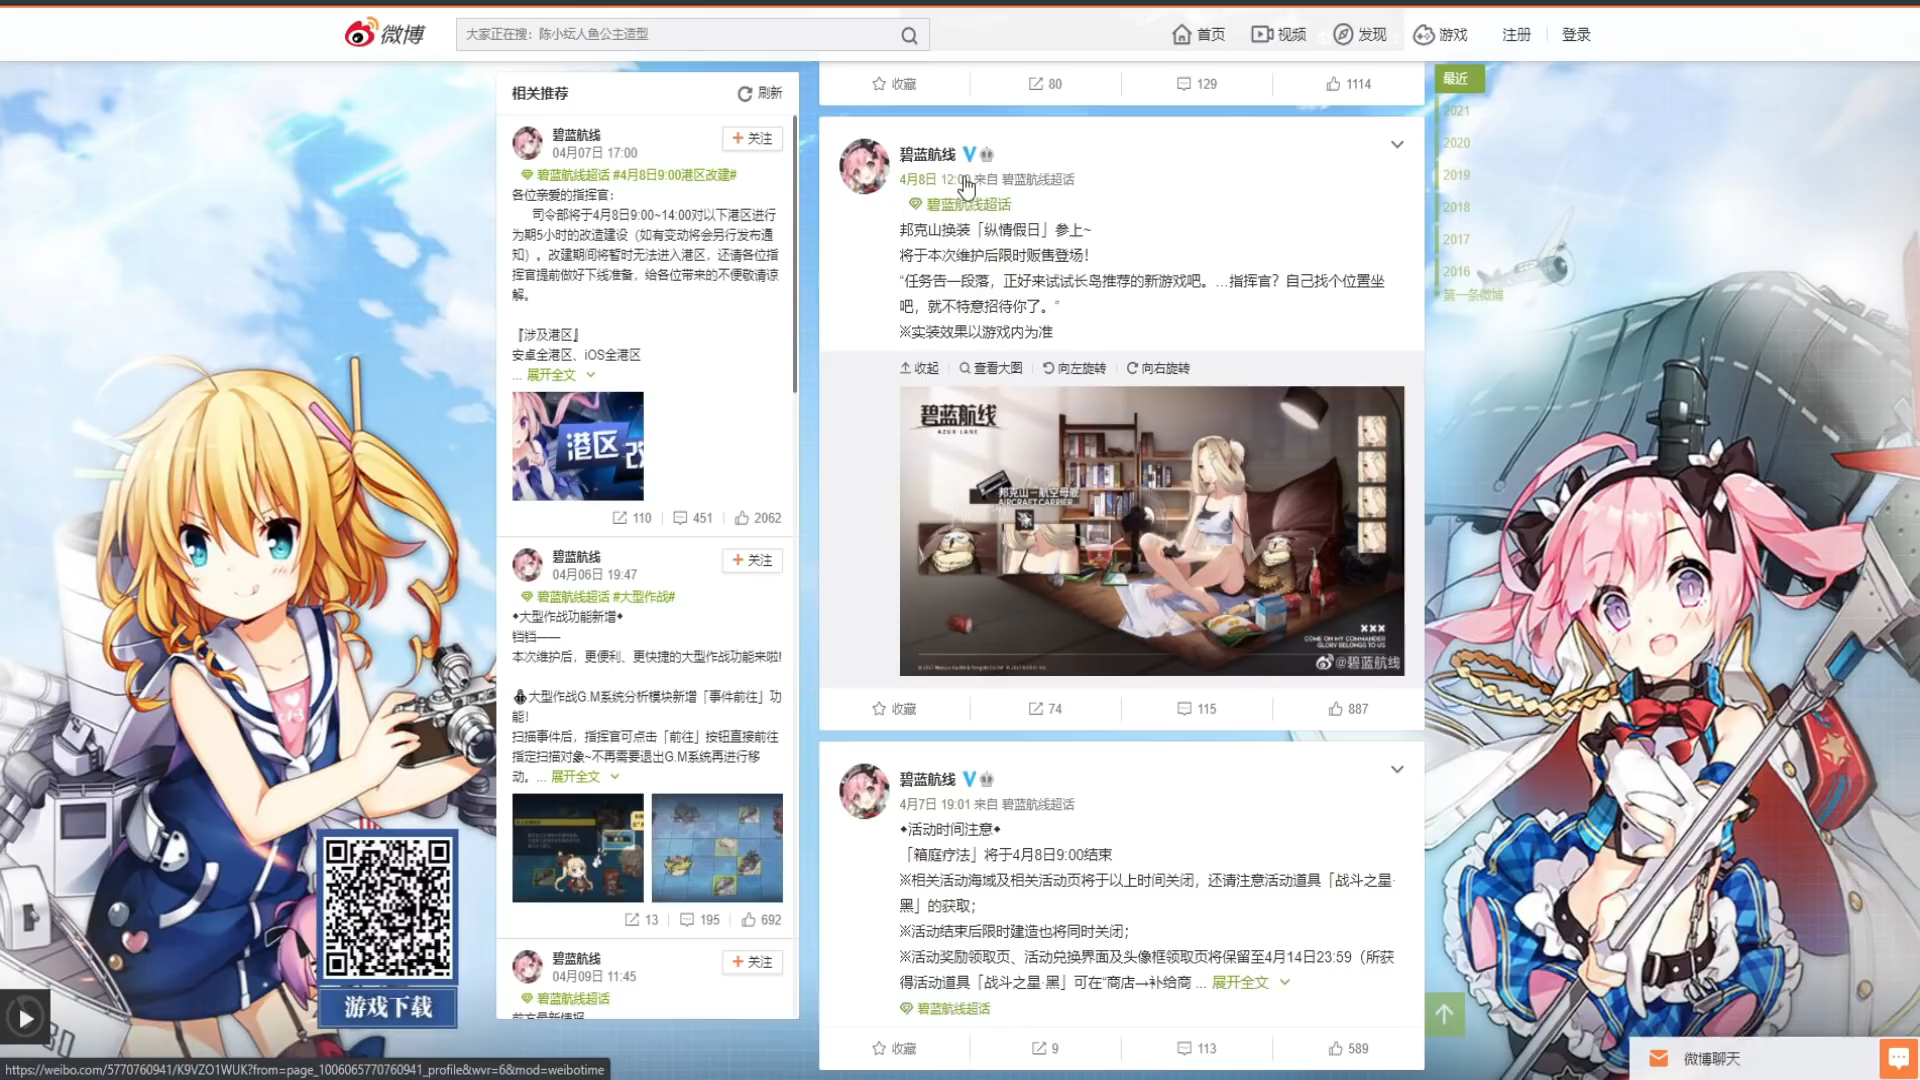 微博
大家正在搜：陈小纭人鱼公主造型
首页
视频
发现
游戏
注册
登录
相关推荐
刷新
碧蓝航线
+ 关注
04月07日 17:00
碧蓝航线超话 #4月8日9:00港区改建#
各位亲爱的指挥官：
司令部将于4月8日9:00~14:00对以下港区进行
为期5小时的改造建设（如有变动将会另行发布通
知）。改建期间将暂时无法进入港区，还请各位指
挥官提前做好下线准备，给各位带来的不便敬请谅
解。
『涉及港区』
安卓全港区、iOS全港区
... 展开全文
港区
110
451
2062
碧蓝航线
+ 关注
04月06日 19:47
碧蓝航线超话 #大型作战#
◆大型作战功能新增◆
铛铛——
本次维护后，更便利、更快捷的大型作战功能来啦!
大型作战G.M系统分析模块新增「事件前往」功
能！
扫描事件后，指挥官可点击「前往」按钮直接前往
指定扫描对象~不再需要退出G.M系统再进行移
动。... 展开全文
13
195
692
碧蓝航线
+ 关注
04月09日 11:45
碧蓝航线超话
前方最新情报
收藏
80
129
1114
碧蓝航线
4月8日 12:0 来自 碧蓝航线超话
碧蓝航线超话
邦克山换装「纵情假日」参上~
将于本次维护后限时贩售登场！
“任务告一段落，正好来试试长岛推荐的新游戏吧。…指挥官？自己找个位置坐
吧，就不特意招待你了。”
※实装效果以游戏内为准
收起
查看大图
向左旋转
向右旋转
碧蓝航线
AZUR LANE
邦克山—航空母舰
AIRCRAFT CARRIER
COME ON MY COMMANDER
GLORY BELONGS TO US
@碧蓝航线
收藏
74
115
887
碧蓝航线
4月7日 19:01 来自 碧蓝航线超话
◆活动时间注意◆
「箱庭疗法」将于4月8日9:00结束
※相关活动海域及相关活动页将于以上时间关闭，还请注意活动道具「战斗之星·
黑」的获取；
※活动结束后限时建造也将同时关闭；
※活动奖励领取页、活动兑换界面及头像框领取页将保留至4月14日23:59（所获
得活动道具「战斗之星·黑」可在“商店→补给商 ... 展开全文
碧蓝航线超话
收藏
9
113
589
最近
2021
2020
2019
2018
2017
2016
第一条微博
游戏下载
微博聊天
https://weibo.com/5770760941/K9VZO1WUK?from=page_1006065770760941_profile&wvr=6&mod=weibotime